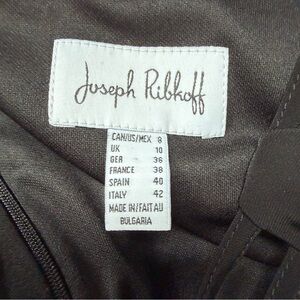 Joseph Ribkoff
CAN/US/MEX 8
UK 10
GER 36
FRANCE 38
SPAIN 40
ITALY 42
MADE IN/FAIT AU
BULGARIA